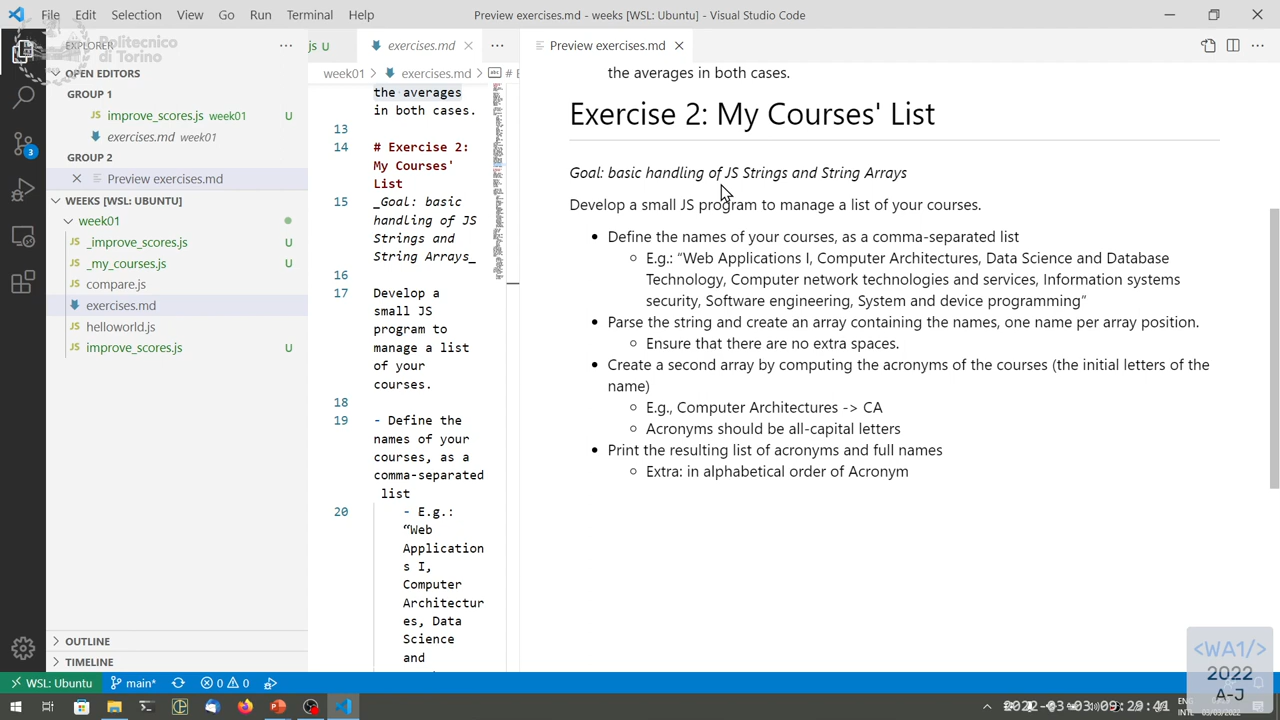 File Edit Selection View Go Run Terminal Help
Preview exercises.md - weeks [WSL: Ubuntu] - Visual Studio Code
EXPLORER
Politecnico
di Torino
OPEN EDITORS
GROUP 1
JS improve_scores.js week01 U
exercises.md week01
GROUP 2
Preview exercises.md
WEEKS [WSL: UBUNTU]
week01
JS _improve_scores.js U
JS _my_courses.js U
JS compare.js
exercises.md
JS helloworld.js
JS improve_scores.js U
OUTLINE
TIMELINE
3
js U
exercises.md
week01 > exercises.md > # E
the averages
in both cases.
13
14 # Exercise 2:
My Courses'
List
15 _Goal: basic
handling of JS
Strings and
String Arrays_
16
17 Develop a
small JS
program to
manage a list
of your
courses.
18
19 - Define the
names of your
courses, as a
comma-separated
list
20 - E.g.:
“Web
Application
s I,
Computer
Architectur
es, Data
Science
and
Preview exercises.md
the averages in both cases.
Exercise 2: My Courses' List
Goal: basic handling of JS Strings and String Arrays
Develop a small JS program to manage a list of your courses.
• Define the names of your courses, as a comma-separated list
◦ E.g.: “Web Applications I, Computer Architectures, Data Science and Database
Technology, Computer network technologies and services, Information systems
security, Software engineering, System and device programming”
• Parse the string and create an array containing the names, one name per array position.
◦ Ensure that there are no extra spaces.
• Create a second array by computing the acronyms of the courses (the initial letters of the
name)
◦ E.g., Computer Architectures -> CA
◦ Acronyms should be all-capital letters
• Print the resulting list of acronyms and full names
◦ Extra: in alphabetical order of Acronym
<WA1/>
2022
A-J
WSL: Ubuntu main* 0 0
2022-03-03 09:29:41
ENG
INTL